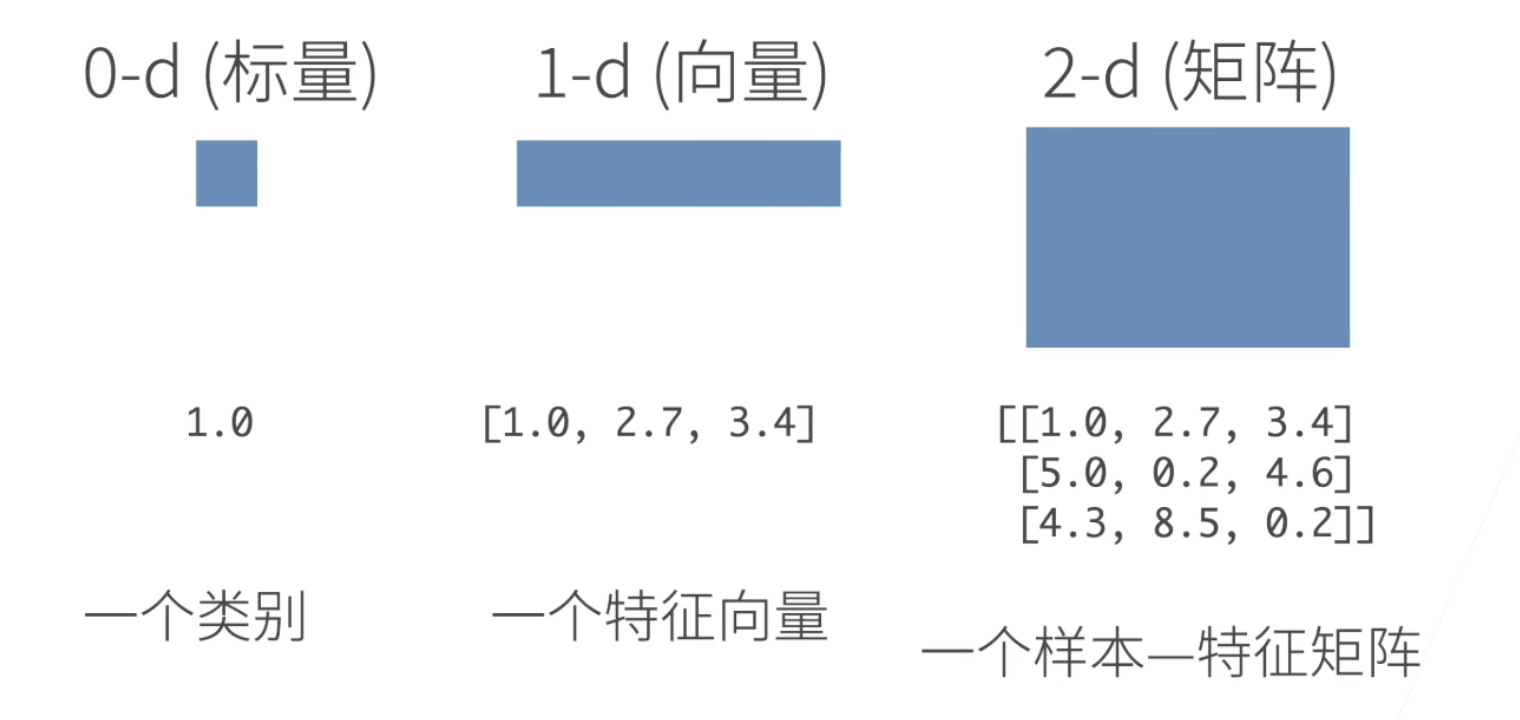 0-d (标量)
1-d (向量)
2-d (矩阵)
1.0
[1.0, 2.7, 3.4]
[[1.0, 2.7, 3.4]
[5.0, 0.2, 4.6]
[4.3, 8.5, 0.2]]
一个类别
一个特征向量
一个样本—特征矩阵